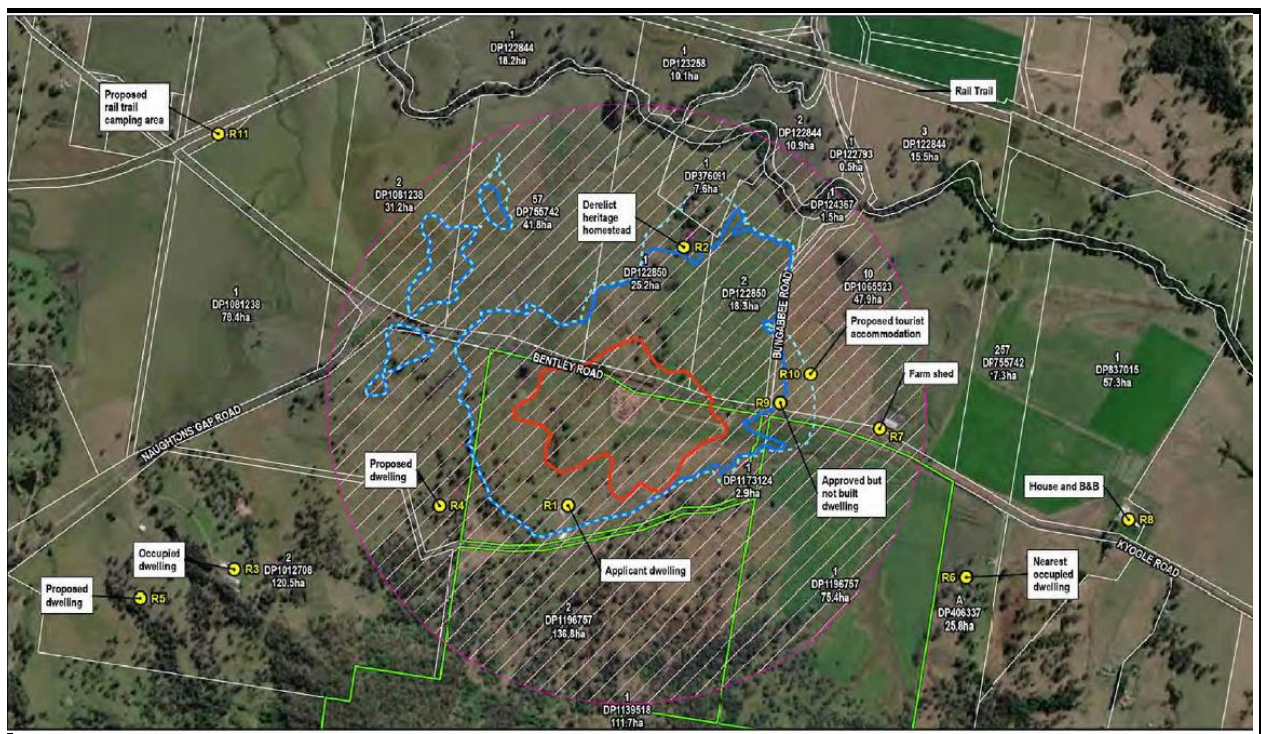 1
DP122844
18.2ha
1
DP123258
10.1ha
Rail Trail
Proposed
rail trail
camping area
R11
2
DP122844
10.9ha
1
DP122793
0.5ha
3
DP122844
15.5ha
2
DP1081238
31.2ha
57
DP755742
41.8ha
1
DP376091
7.6ha
1
DP124367
1.5ha
Derelict
heritage
homestead
R2
1
DP122850
25.2ha
2
DP122850
18.3ha
10
DP1065523
47.9ha
1
DP1081238
78.4ha
BUNGABBEE ROAD
Proposed tourist
accommodation
BENTLEY ROAD
R10
Farm shed
257
DP755742
17.3ha
1
DP837015
57.3ha
R9
R7
NAUGHTONS GAP ROAD
Proposed
dwelling
R4
R1
1
DP1173124
2.9ha
Approved but
not built
dwelling
House and B&B
R8
KYOGLE ROAD
Occupied
dwelling
R3
2
DP1012708
120.5ha
Applicant dwelling
R6
Nearest
occupied
dwelling
Proposed
dwelling
R5
2
DP1196757
136.8ha
1
DP1196757
75.4ha
A
DP406337
25.8ha
1
DP1139518
111.7ha